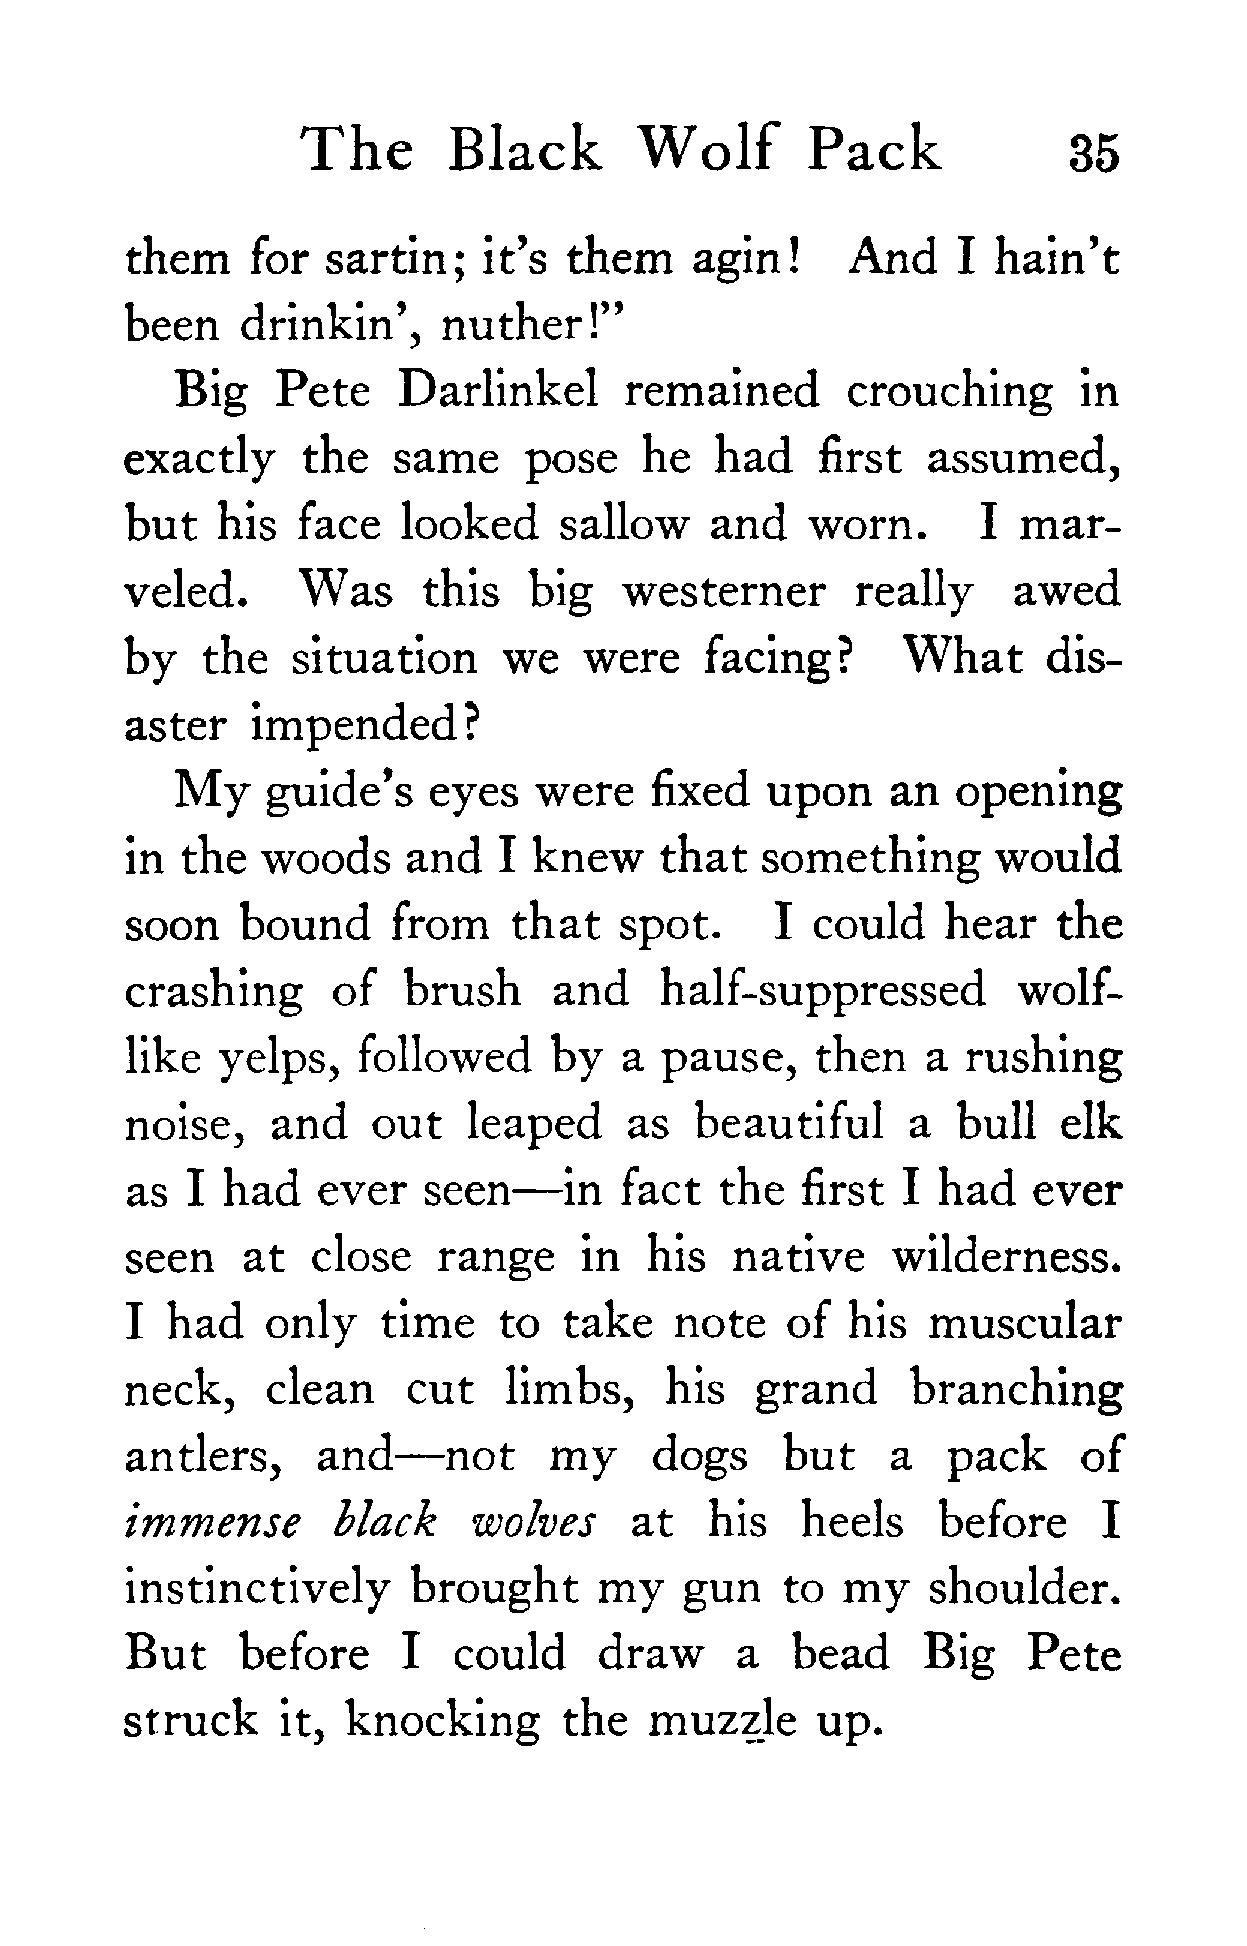 The Black Wolf Pack 35
them for sartin; it's them agin! And I hain't
been drinkin', nuther!"
Big Pete Darlinkel remained crouching in
exactly the same pose he had first assumed,
but his face looked sallow and worn. I mar-
veled. Was this big westerner really awed
by the situation we were facing? What dis-
aster impended?
My guide's eyes were fixed upon an opening
in the woods and I knew that something would
soon bound from that spot. I could hear the
crashing of brush and half-suppressed wolf-
like yelps, followed by a pause, then a rushing
noise, and out leaped as beautiful a bull elk
as I had ever seen—in fact the first I had ever
seen at close range in his native wilderness.
I had only time to take note of his muscular
neck, clean cut limbs, his grand branching
antlers, and—not my dogs but a pack of
immense black wolves at his heels before I
instinctively brought my gun to my shoulder.
But before I could draw a bead Big Pete
struck it, knocking the muzzle up.